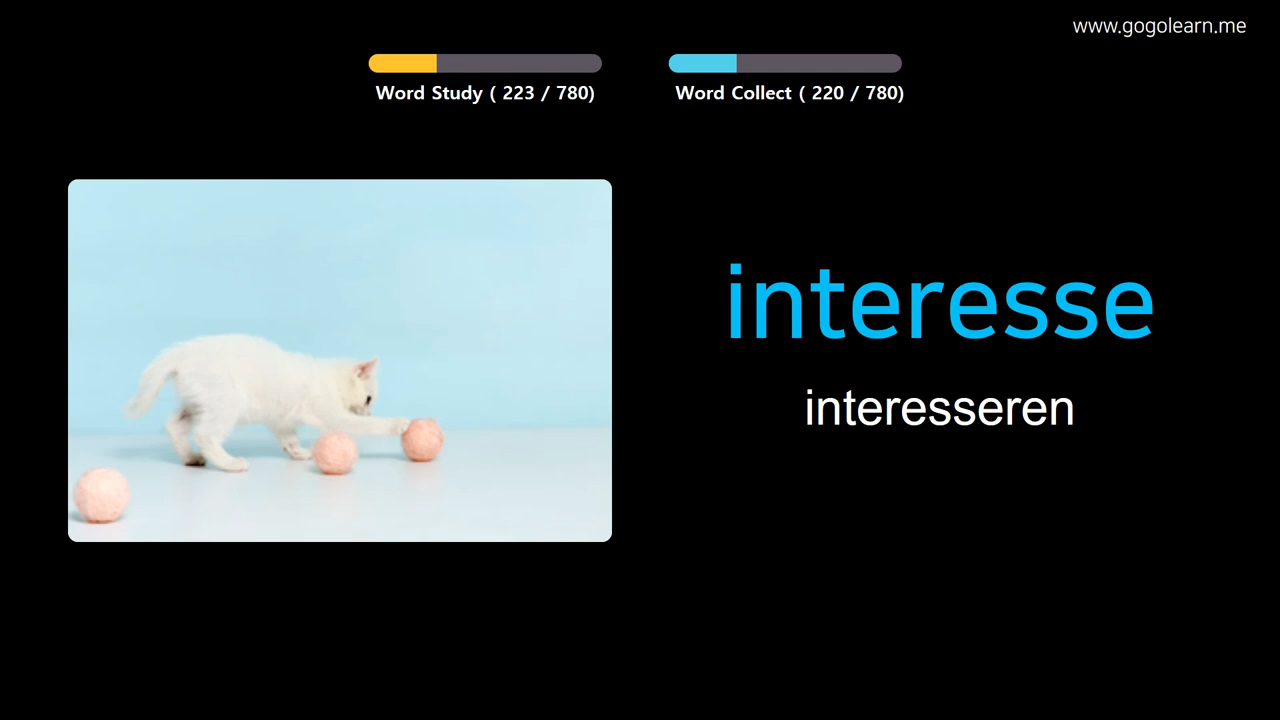 www.gogolearn.me
Word Study ( 223 / 780)
Word Collect ( 220 / 780)
interesse
interesseren